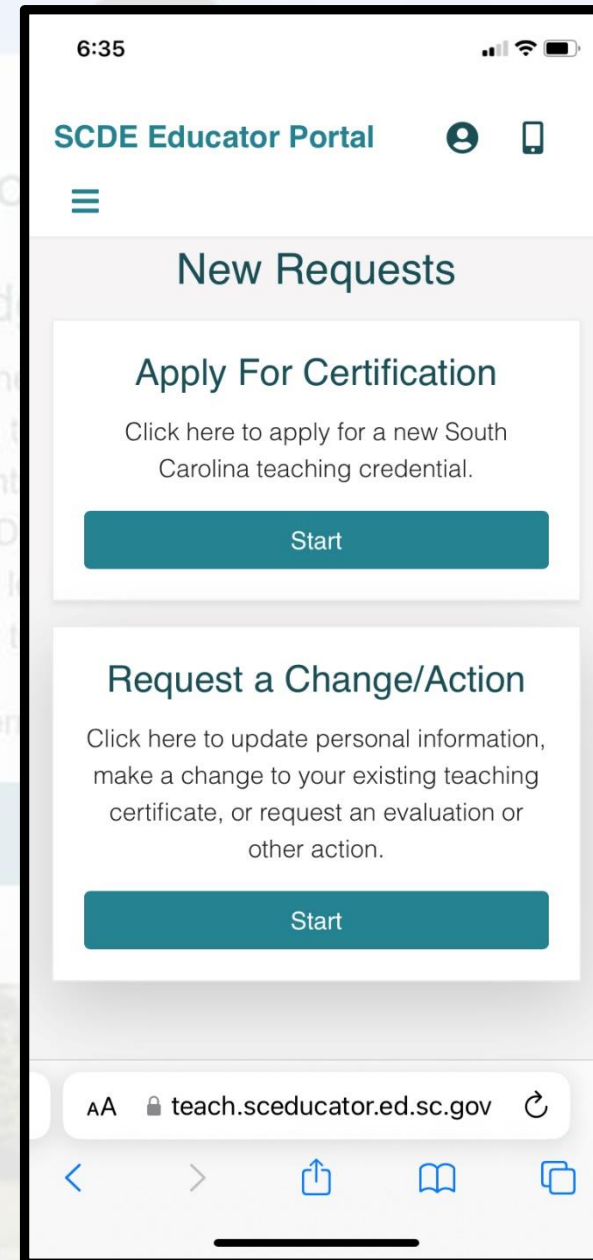 6:35
SCDE Educator Portal
New Requests
Apply For Certification
Click here to apply for a new South
Carolina teaching credential.
Start
Request a Change/Action
Click here to update personal information,
make a change to your existing teaching
certificate, or request an evaluation or
other action.
Start
AA teach.sceducator.ed.sc.gov